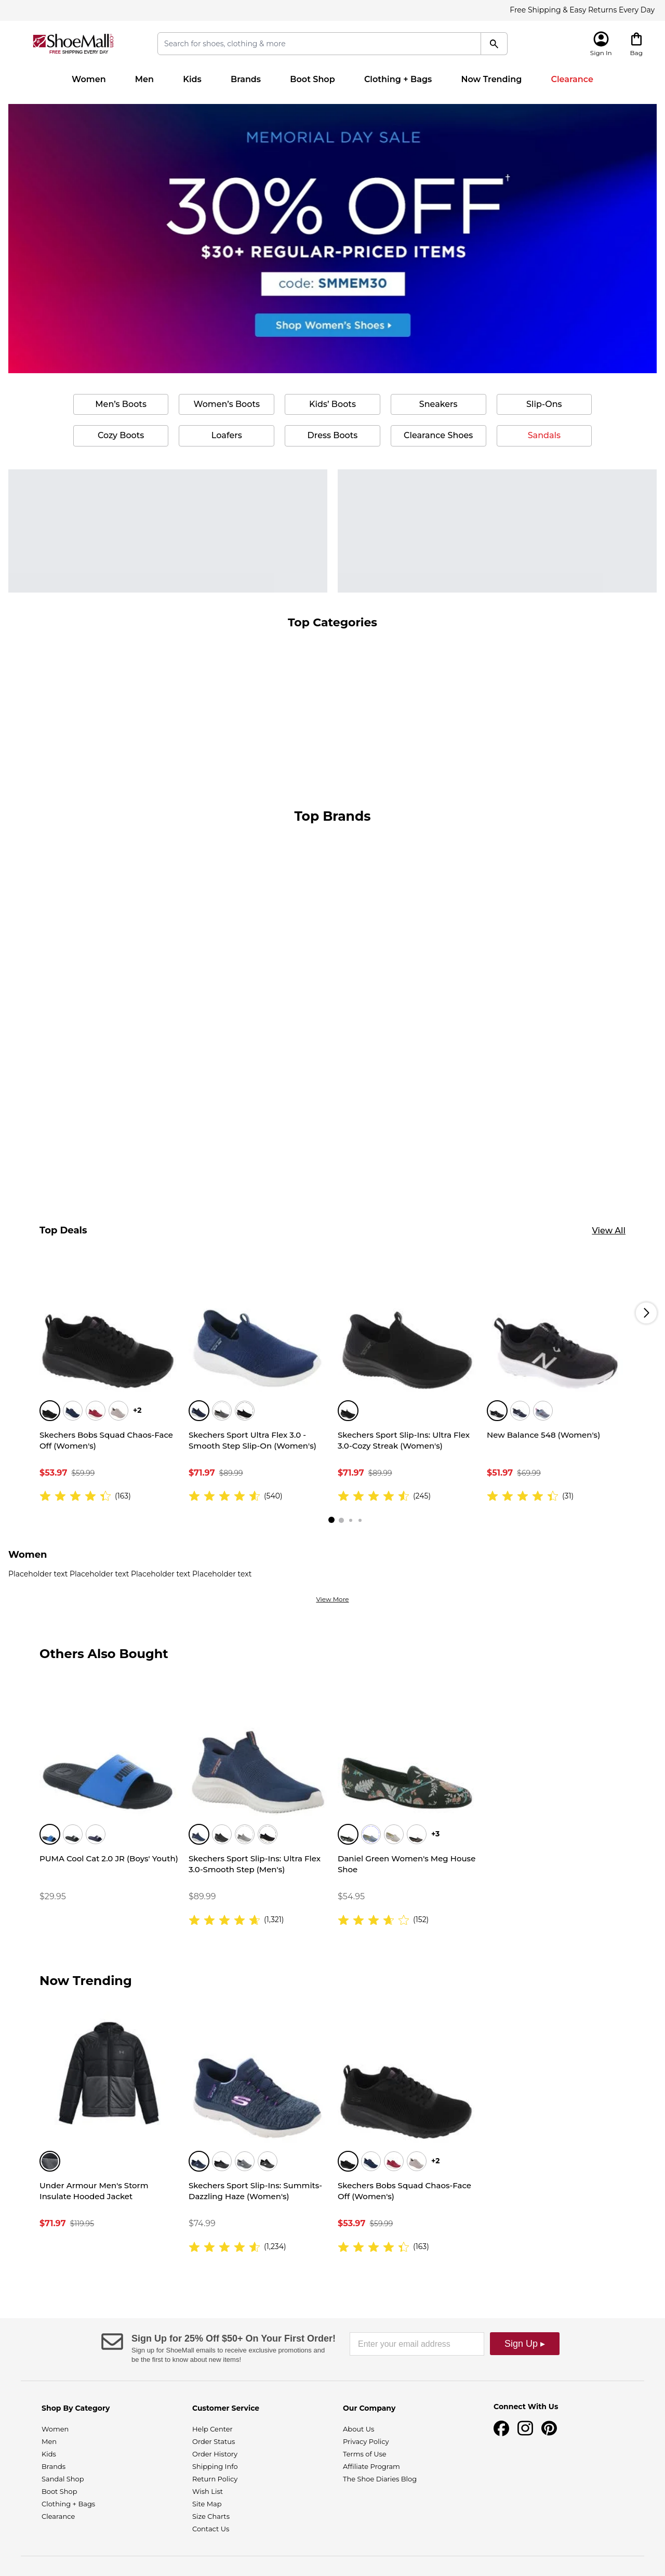 Free Shipping & Easy Returns Every Day
ShoeMall
FREE SHIPPING EVERY DAY
Search for shoes, clothing & more
Sign In
Bag
Women
Men
Kids
Brands
Boot Shop
Clothing + Bags
Now Trending
Clearance
MEMORIAL DAY SALE
30% OFF†
$30+ REGULAR-PRICED ITEMS
code: SMMEM30
Shop Women's Shoes ▸
Men's Boots
Women's Boots
Kids' Boots
Sneakers
Slip-Ons
Cozy Boots
Loafers
Dress Boots
Clearance Shoes
Sandals
Top Categories
Top Brands
Top Deals
View All
+2
Skechers Bobs Squad Chaos-Face
Off (Women's)
$53.97 $59.99
(163)
Skechers Sport Ultra Flex 3.0 -
Smooth Step Slip-On (Women's)
$71.97 $89.99
(540)
Skechers Sport Slip-Ins: Ultra Flex
3.0-Cozy Streak (Women's)
$71.97 $89.99
(245)
New Balance 548 (Women's)
$51.97 $69.99
(31)
Women
Placeholder text Placeholder text Placeholder text Placeholder text
View More
Others Also Bought
PUMA Cool Cat 2.0 JR (Boys' Youth)
$29.95
Skechers Sport Slip-Ins: Ultra Flex
3.0-Smooth Step (Men's)
$89.99
(1,321)
+3
Daniel Green Women's Meg House
Shoe
$54.95
(152)
Now Trending
Under Armour Men's Storm
Insulate Hooded Jacket
$71.97 $119.95
Skechers Sport Slip-Ins: Summits-
Dazzling Haze (Women's)
$74.99
(1,234)
+2
Skechers Bobs Squad Chaos-Face
Off (Women's)
$53.97 $59.99
(163)
Sign Up for 25% Off $50+ On Your First Order!
Sign up for ShoeMall emails to receive exclusive promotions and
be the first to know about new items!
Enter your email address
Sign Up ▸
Shop By Category
Women
Men
Kids
Brands
Sandal Shop
Boot Shop
Clothing + Bags
Clearance
Customer Service
Help Center
Order Status
Order History
Shipping Info
Return Policy
Wish List
Site Map
Size Charts
Contact Us
Our Company
About Us
Privacy Policy
Terms of Use
Affiliate Program
The Shoe Diaries Blog
Connect With Us